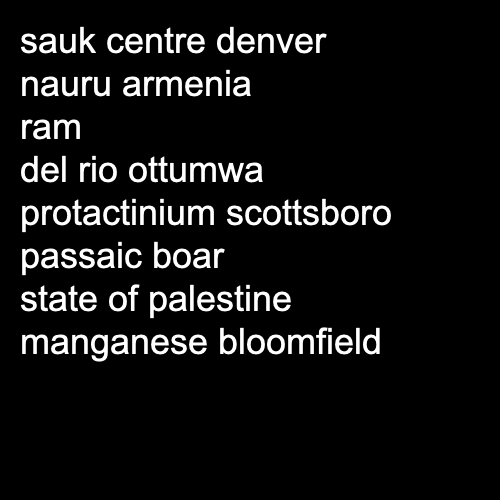 sauk centre denver
nauru armenia
ram
del rio ottumwa
protactinium scottsboro
passaic boar
state of palestine
manganese bloomfield